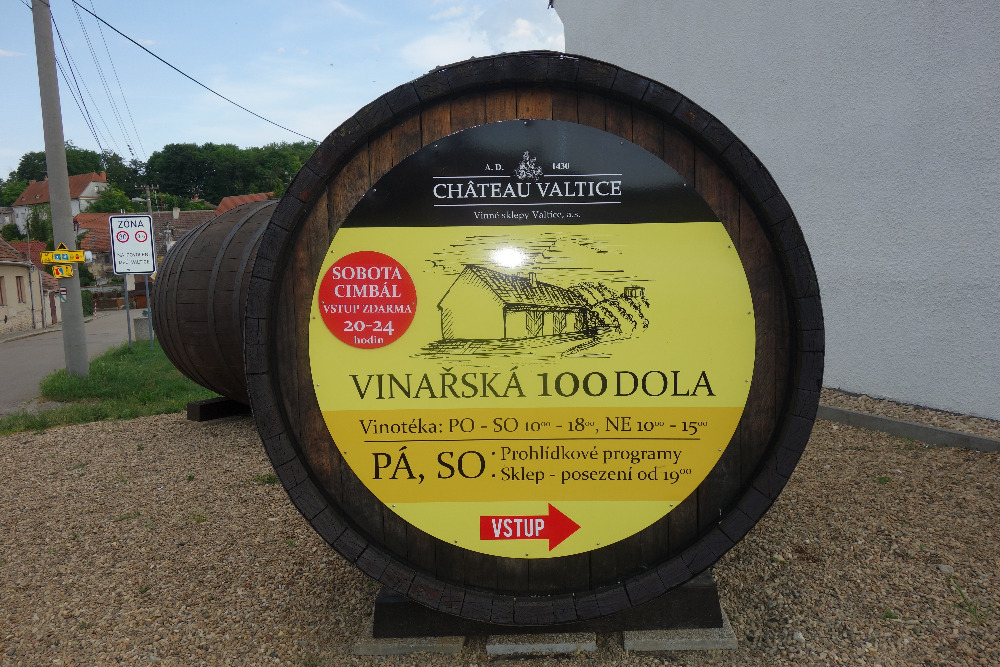 A. D. 1430
CHÂTEAU VALTICE
Vinné sklepy Valtice, a.s.
SOBOTA
CIMBÁL
VSTUP ZDARMA
20-24
hodin
VINAŘSKÁ 100 DOLA
Vinotéka: PO - SO 10⁰⁰ - 18⁰⁰, NE 10⁰⁰ - 15⁰⁰
PÁ, SO • Prohlídkové programy
• Sklep - posezení od 19⁰⁰
VSTUP
ZONA